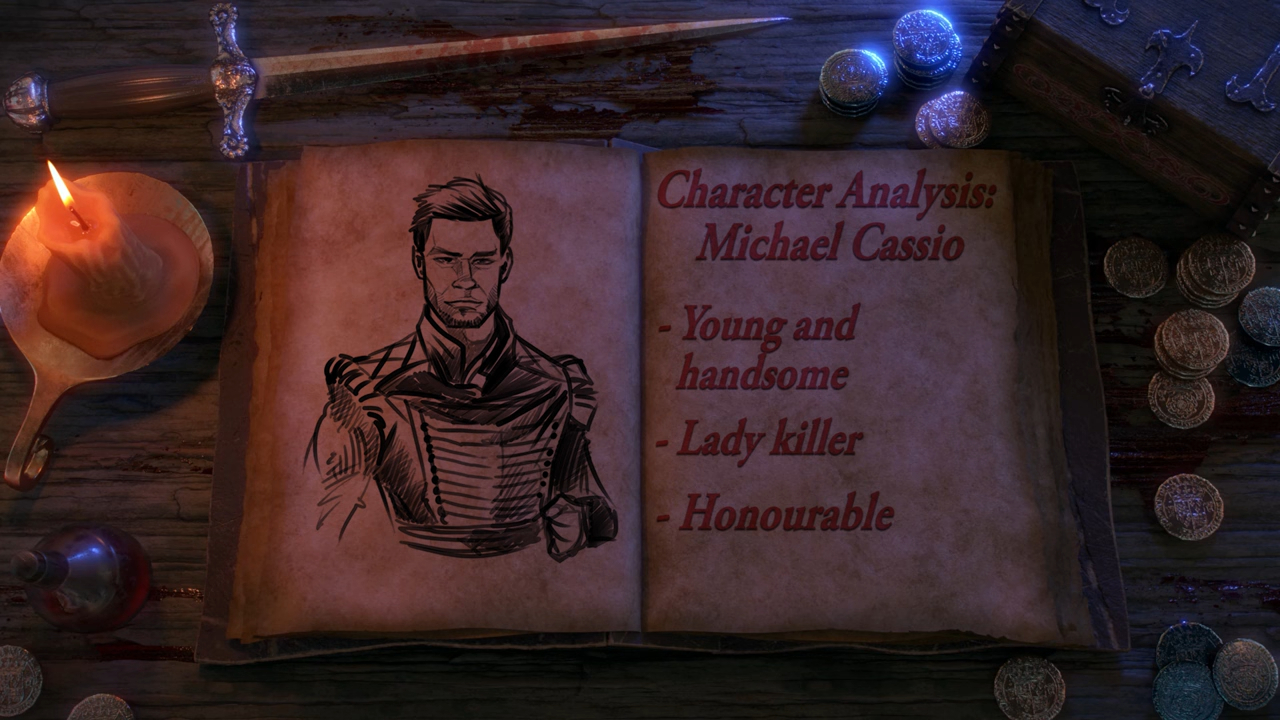 Character Analysis:
Michael Cassio
- Young and
handsome
- Lady killer
- Honourable